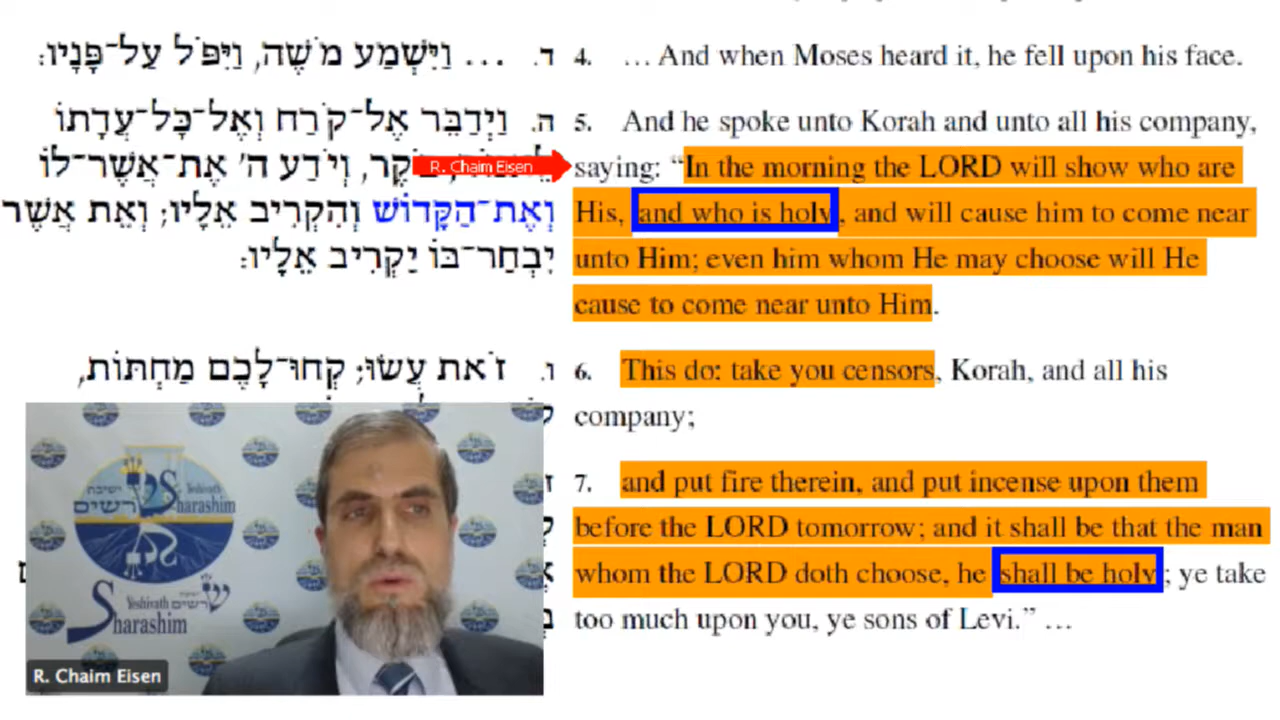 ד. ... וַיִּשְׁמַע מֹשֶׁה, וַיִּפֹּל עַל־פָּנָיו:
ה. וַיְדַבֵּר אֶל־קֹרַח וְאֶל־כָּל־עֲדָתוֹ
וְיֹדַע ה' אֶת־אֲשֶׁר־לוֹ
וְאֶת־הַקָּדוֹשׁ וְהִקְרִיב אֵלָיו; וְאֵת אֲשֶׁר
יִבְחַר־בּוֹ יַקְרִיב אֵלָיו:
ו. זֹאת עֲשׂוּ; קְחוּ־לָכֶם מַחְתּוֹת,
4. … And when Moses heard it, he fell upon his face.
5. And he spoke unto Korah and unto all his company,
R. Chaim Eisen
saying: “In the morning the LORD will show who are
His, and who is holy, and will cause him to come near
unto Him; even him whom He may choose will He
cause to come near unto Him.
6. This do: take you censors, Korah, and all his
company;
7. and put fire therein, and put incense upon them
before the LORD tomorrow; and it shall be that the man
whom the LORD doth choose, he shall be holy; ye take
too much upon you, ye sons of Levi.” …
ישיבת
שרשים
Yeshivath
Sharashim
Yeshivath שרשים
Sharashim
R. Chaim Eisen